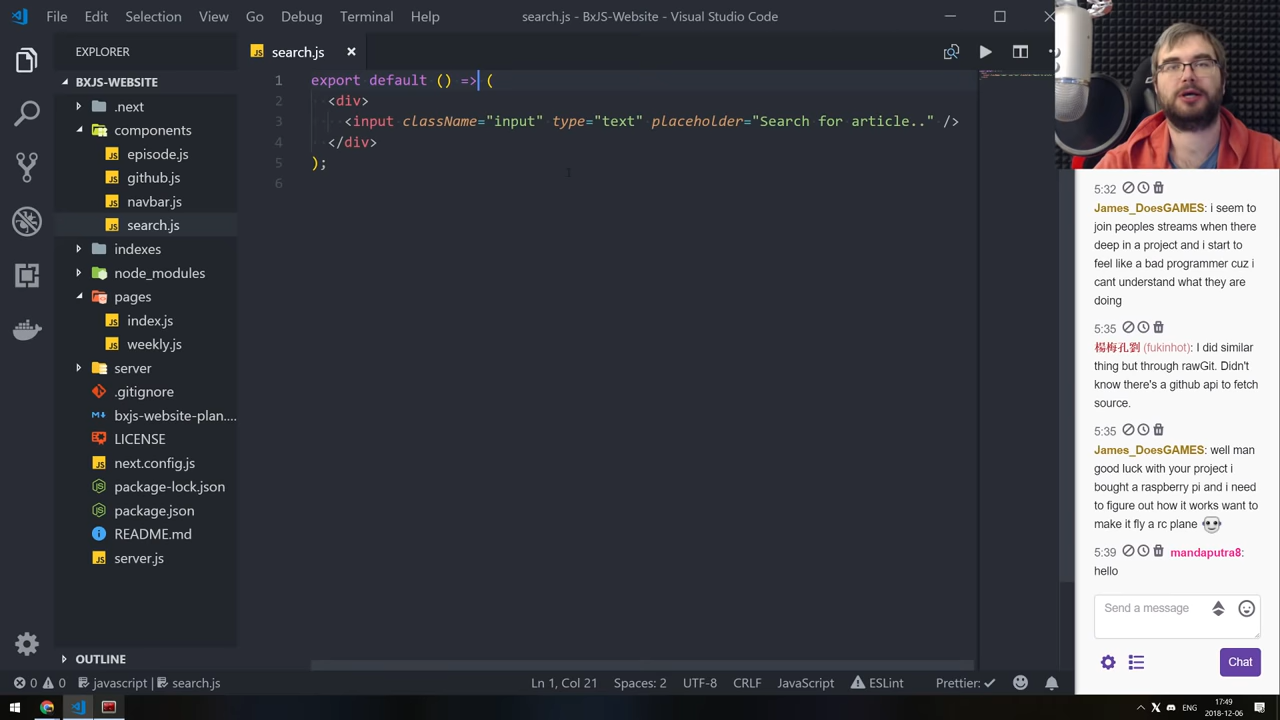 File Edit Selection View Go Debug Terminal Help
search.js - BxJS-Website - Visual Studio Code
EXPLORER
BXJS-WEBSITE
.next
components
episode.js
github.js
navbar.js
search.js
indexes
node_modules
pages
index.js
weekly.js
server
.gitignore
bxjs-website-plan....
LICENSE
next.config.js
package-lock.json
package.json
README.md
server.js
OUTLINE
JS search.js
1 export default () => (
2 <div>
3 <input className="input" type="text" placeholder="Search for article.." />
4 </div>
5 );
6
0 0 javascript search.js
Ln 1, Col 21 Spaces: 2 UTF-8 CRLF JavaScript ESLint Prettier:
5:32
James_DoesGAMES: i seem to
join peoples streams when there
deep in a project and i start to
feel like a bad programmer cuz i
cant understand what they are
doing
5:35
楊梅孔劉 (fukinhot): I did similar
thing but through rawGit. Didn't
know there's a github api to fetch
source.
5:35
James_DoesGAMES: well man
good luck with your project i
bought a raspberry pi and i need
to figure out how it works want to
make it fly a rc plane
5:39 mandaputra8:
hello
Send a message
Chat
ENG
17:49
2018-12-06